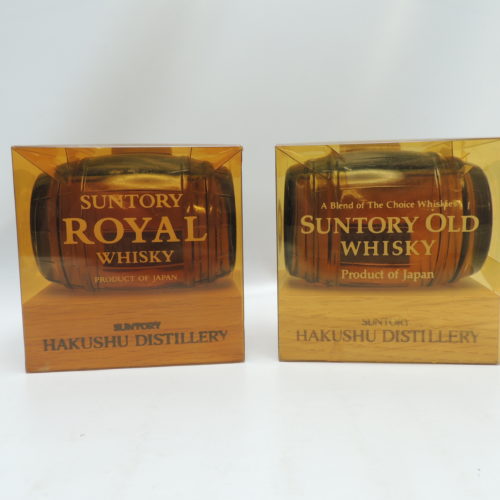 SUNTORY
ROYAL
WHISKY
PRODUCT OF JAPAN
SUNTORY
HAKUSHU DISTILLERY
A Blend of The Choice Whiskies
SUNTORY OLD
WHISKY
Product of Japan
SUNTORY
HAKUSHU DISTILLERY